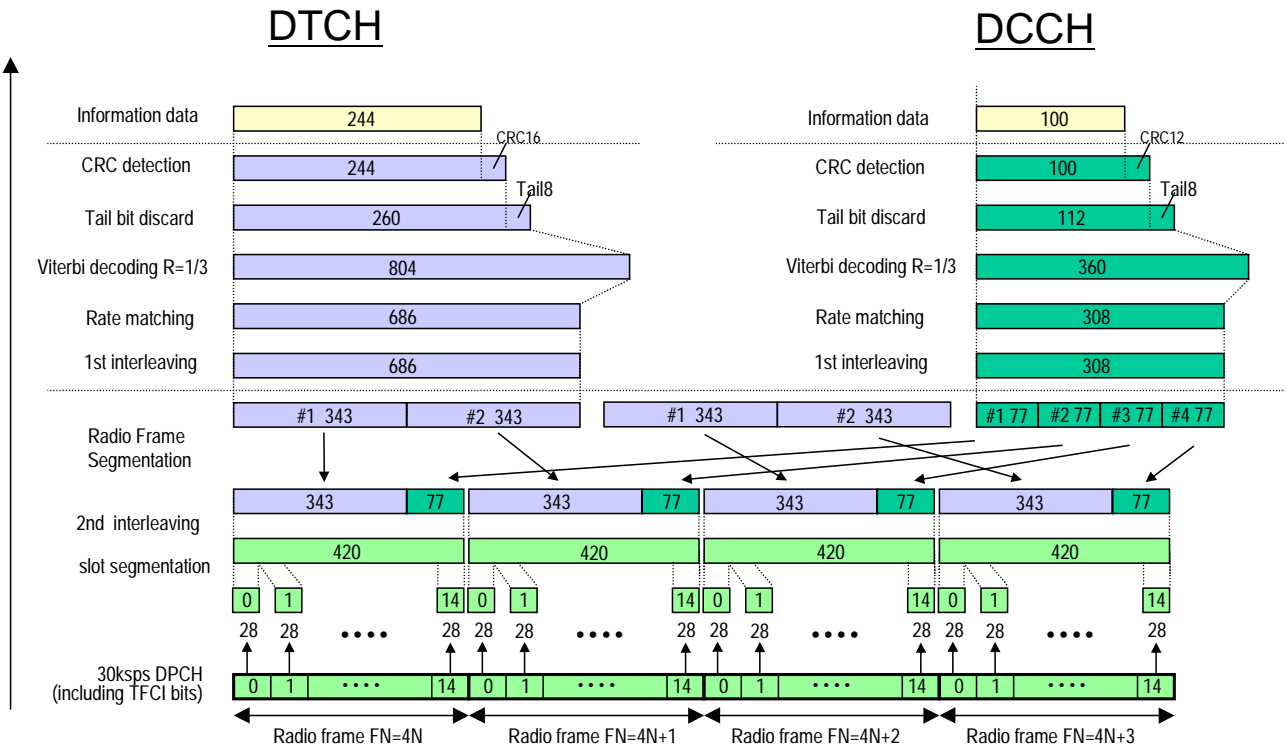 DTCH DCCH
Information data 244 Information data 100
CRC16 CRC12
CRC detection 244 CRC detection 100
Tail8 Tail8
Tail bit discard 260 Tail bit discard 112
Viterbi decoding R=1/3 804 Viterbi decoding R=1/3 360
Rate matching 686 Rate matching 308
1st interleaving 686 1st interleaving 308
#1 343 #2 343 #1 343 #2 343 #1 77 #2 77 #3 77 #4 77
Radio Frame
Segmentation
343 77 343 77 343 77 343 77
2nd interleaving
420 420 420 420
slot segmentation
0 1 14 0 1 14 0 1 14 0 1 14
28 28 •••• 28 28 28 •••• 28 28 28 •••• 28 28 28 •••• 28
30ksps DPCH
(including TFCI bits)
0 1 •••• 14 0 1 •••• 14 0 1 •••• 14 0 1 •••• 14
Radio frame FN=4N Radio frame FN=4N+1 Radio frame FN=4N+2 Radio frame FN=4N+3